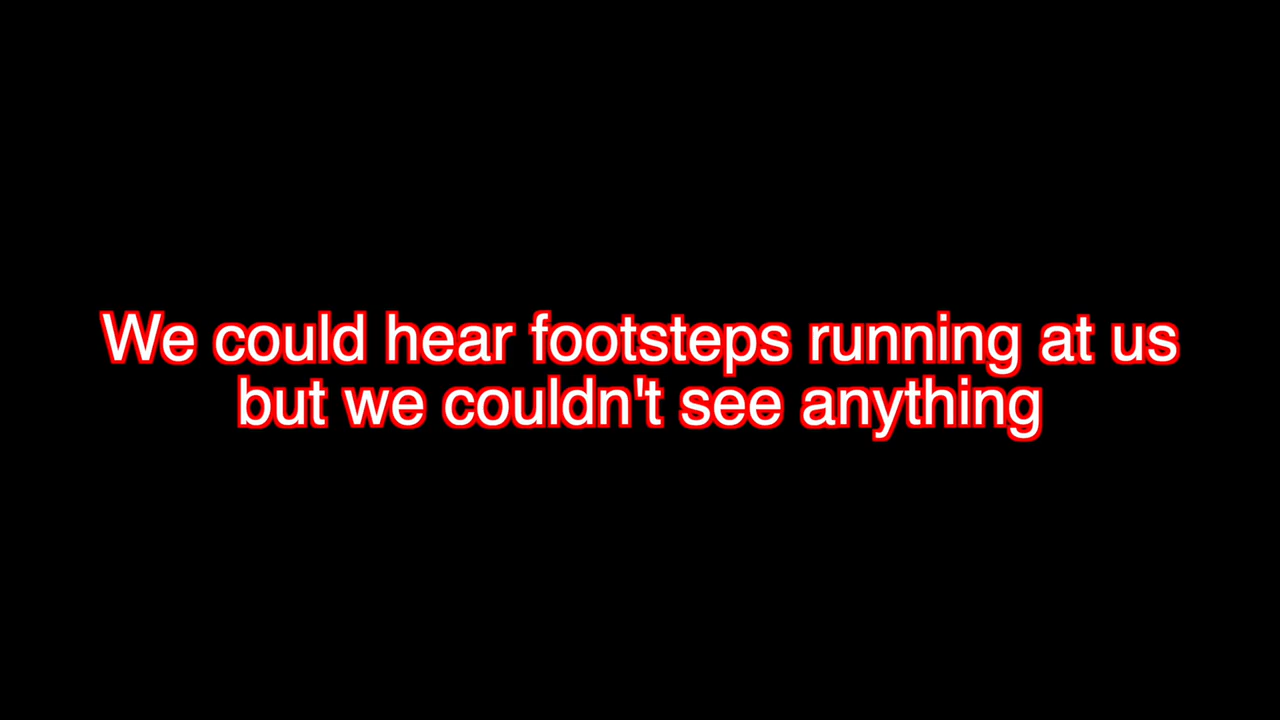 We could hear footsteps running at us
but we couldn't see anything